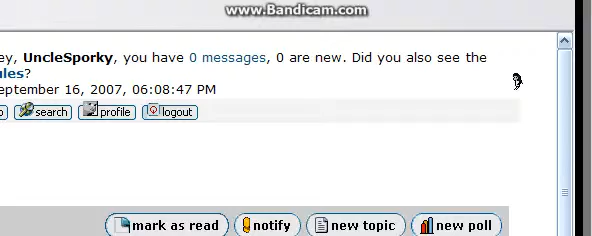 www.Bandicam.com
ey, UncleSporky, you have 0 messages, 0 are new. Did you also see the
ules?
eptember 16, 2007, 06:08:47 PM
search profile logout
mark as read notify new topic new poll